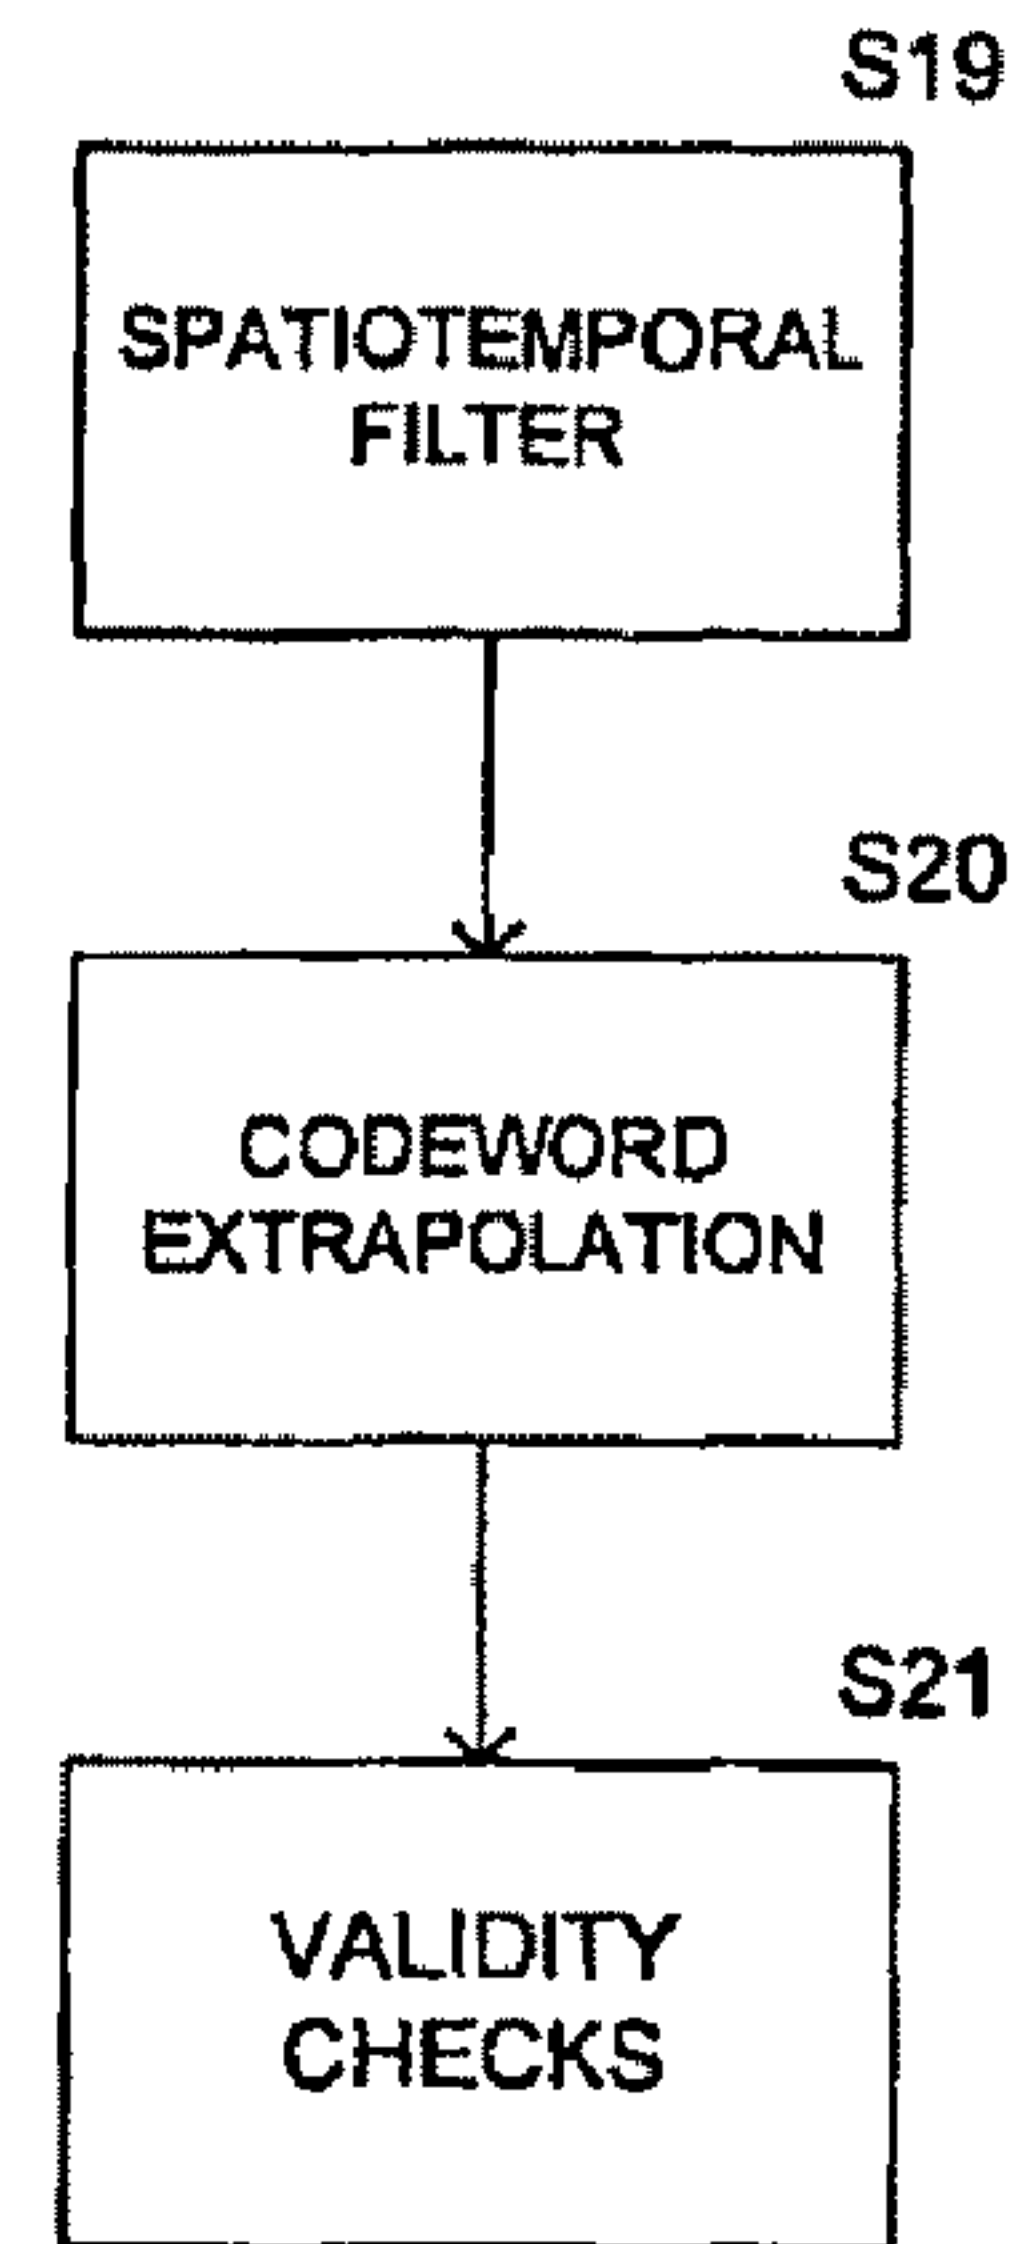 S19
SPATIOTEMPORAL
FILTER
S20
CODEWORD
EXTRAPOLATION
S21
VALIDITY
CHECKS